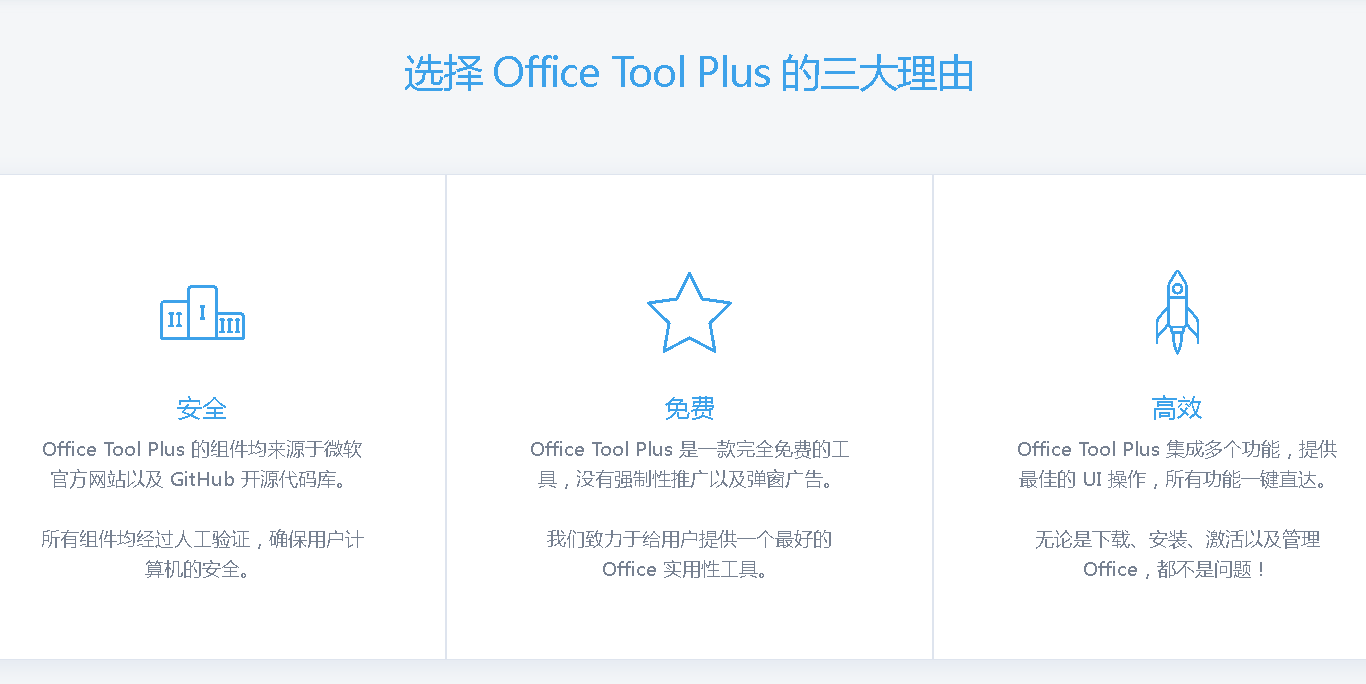 选择 Office Tool Plus 的三大理由
II
I
III
安全
Office Tool Plus 的组件均来源于微软
官方网站以及 GitHub 开源代码库。
所有组件均经过人工验证，确保用户计
算机的安全。
免费
Office Tool Plus 是一款完全免费的工
具，没有强制性推广以及弹窗广告。
我们致力于给用户提供一个最好的
Office 实用性工具。
高效
Office Tool Plus 集成多个功能，提供
最佳的 UI 操作，所有功能一键直达。
无论是下载、安装、激活以及管理
Office，都不是问题！